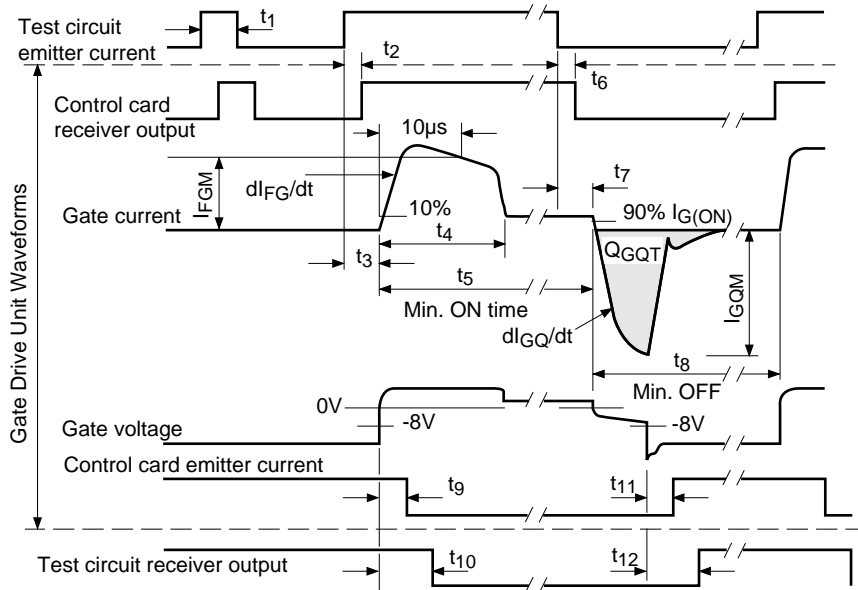 Test circuit
emitter current
t1
t2
t6
Control card
receiver output
10µs
t7
IFGM
dIFG/dt
Gate current
10%
90% IG(ON)
t4
QGQT
t3
t5
IGQM
Min. ON time
dIGQ/dt
t8
Min. OFF
0V
Gate voltage
-8V
-8V
Control card emitter current
t9
t11
Test circuit receiver output
t10
t12
Gate Drive Unit Waveforms